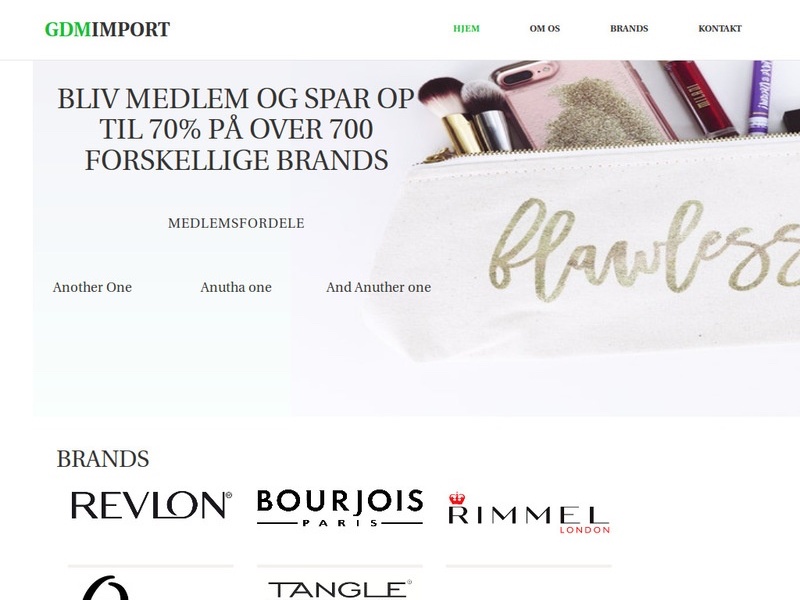 GDMIMPORT
HJEM OM OS BRANDS KONTAKT
BLIV MEDLEM OG SPAR OP
TIL 70% PÅ OVER 700
FORSKELLIGE BRANDS
MEDLEMSFORDELE
Another One Anutha one And Anuther one
flawless
MILANI
BRANDS
REVLON®
BOURJOIS
PARIS
RIMMEL
LONDON
TANGLE®